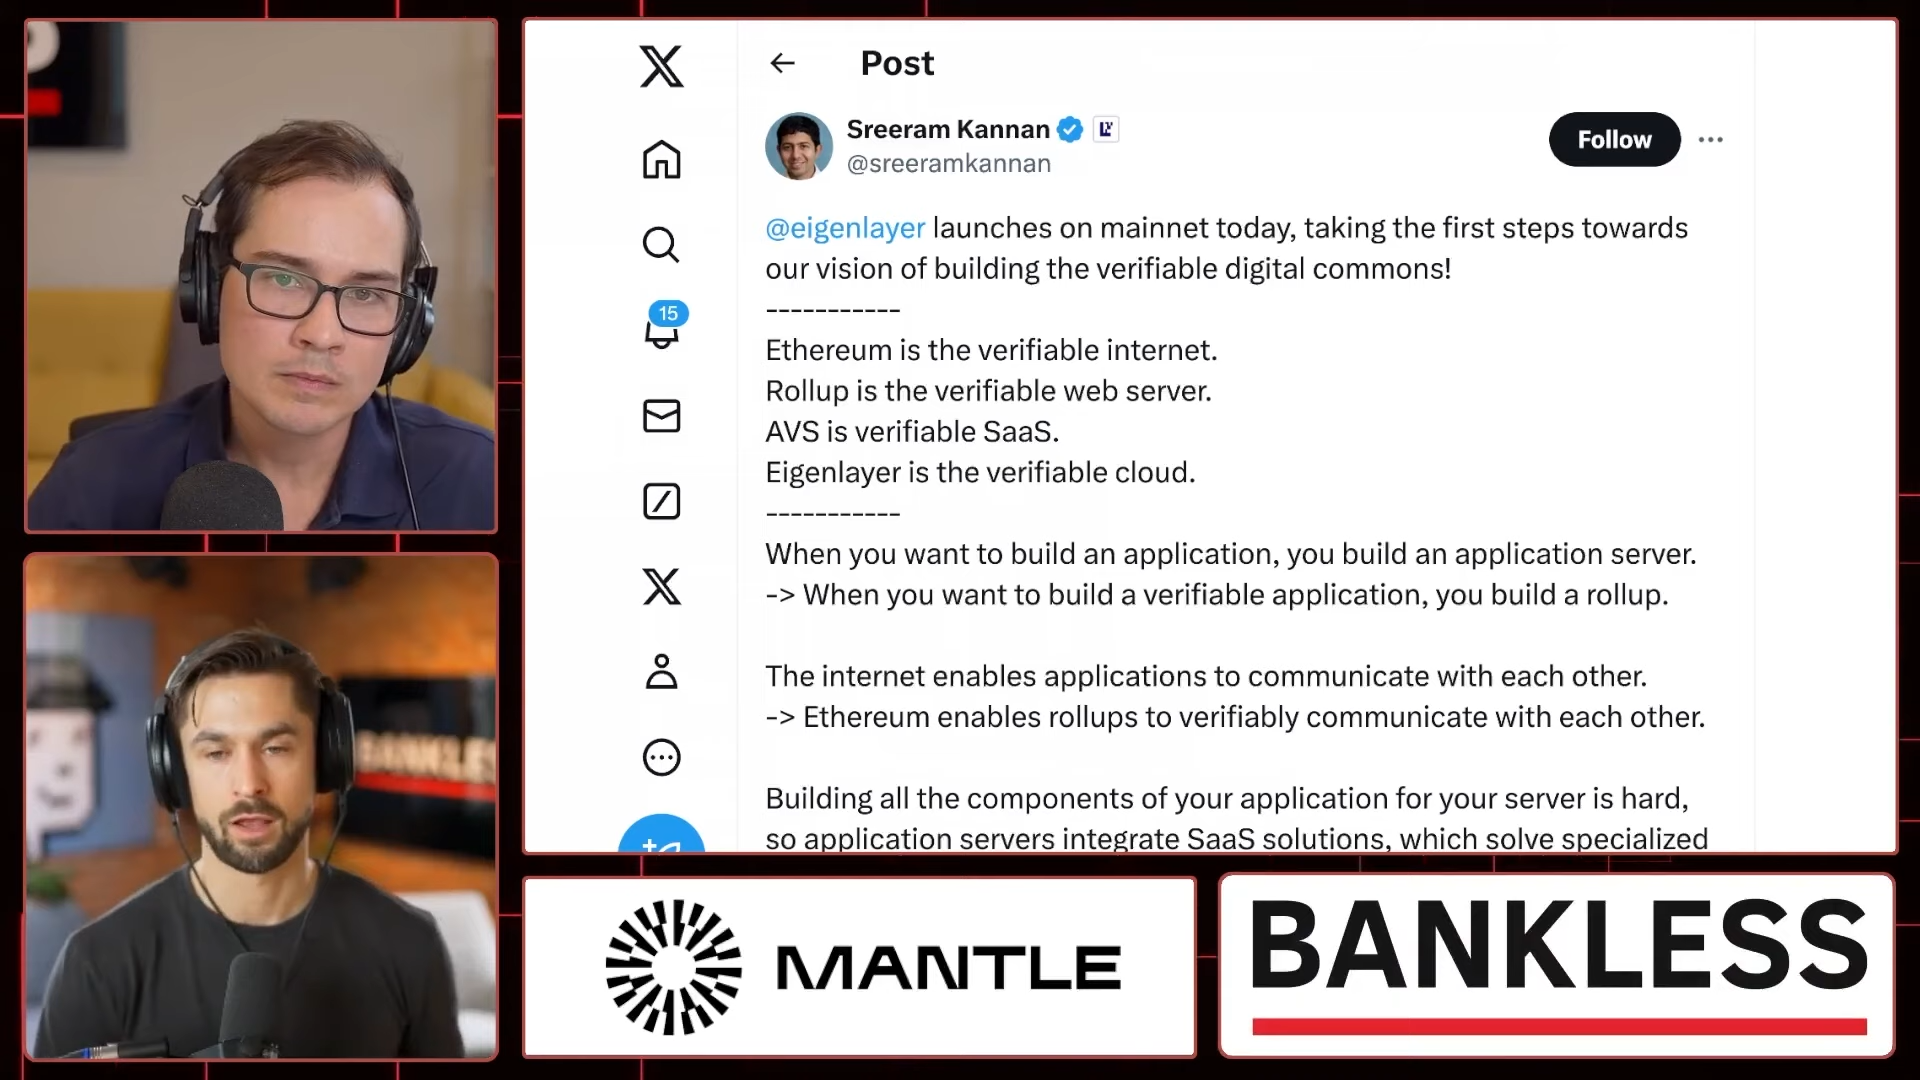 Post
Sreeram Kannan
@sreeramkannan
Follow
15
@eigenlayer launches on mainnet today, taking the first steps towards
our vision of building the verifiable digital commons!
-----------
Ethereum is the verifiable internet.
Rollup is the verifiable web server.
AVS is verifiable SaaS.
Eigenlayer is the verifiable cloud.
-----------
When you want to build an application, you build an application server.
-> When you want to build a verifiable application, you build a rollup.
The internet enables applications to communicate with each other.
-> Ethereum enables rollups to verifiably communicate with each other.
Building all the components of your application for your server is hard,
so application servers integrate SaaS solutions, which solve specialized
BANKLES
MANTLE
BANKLESS